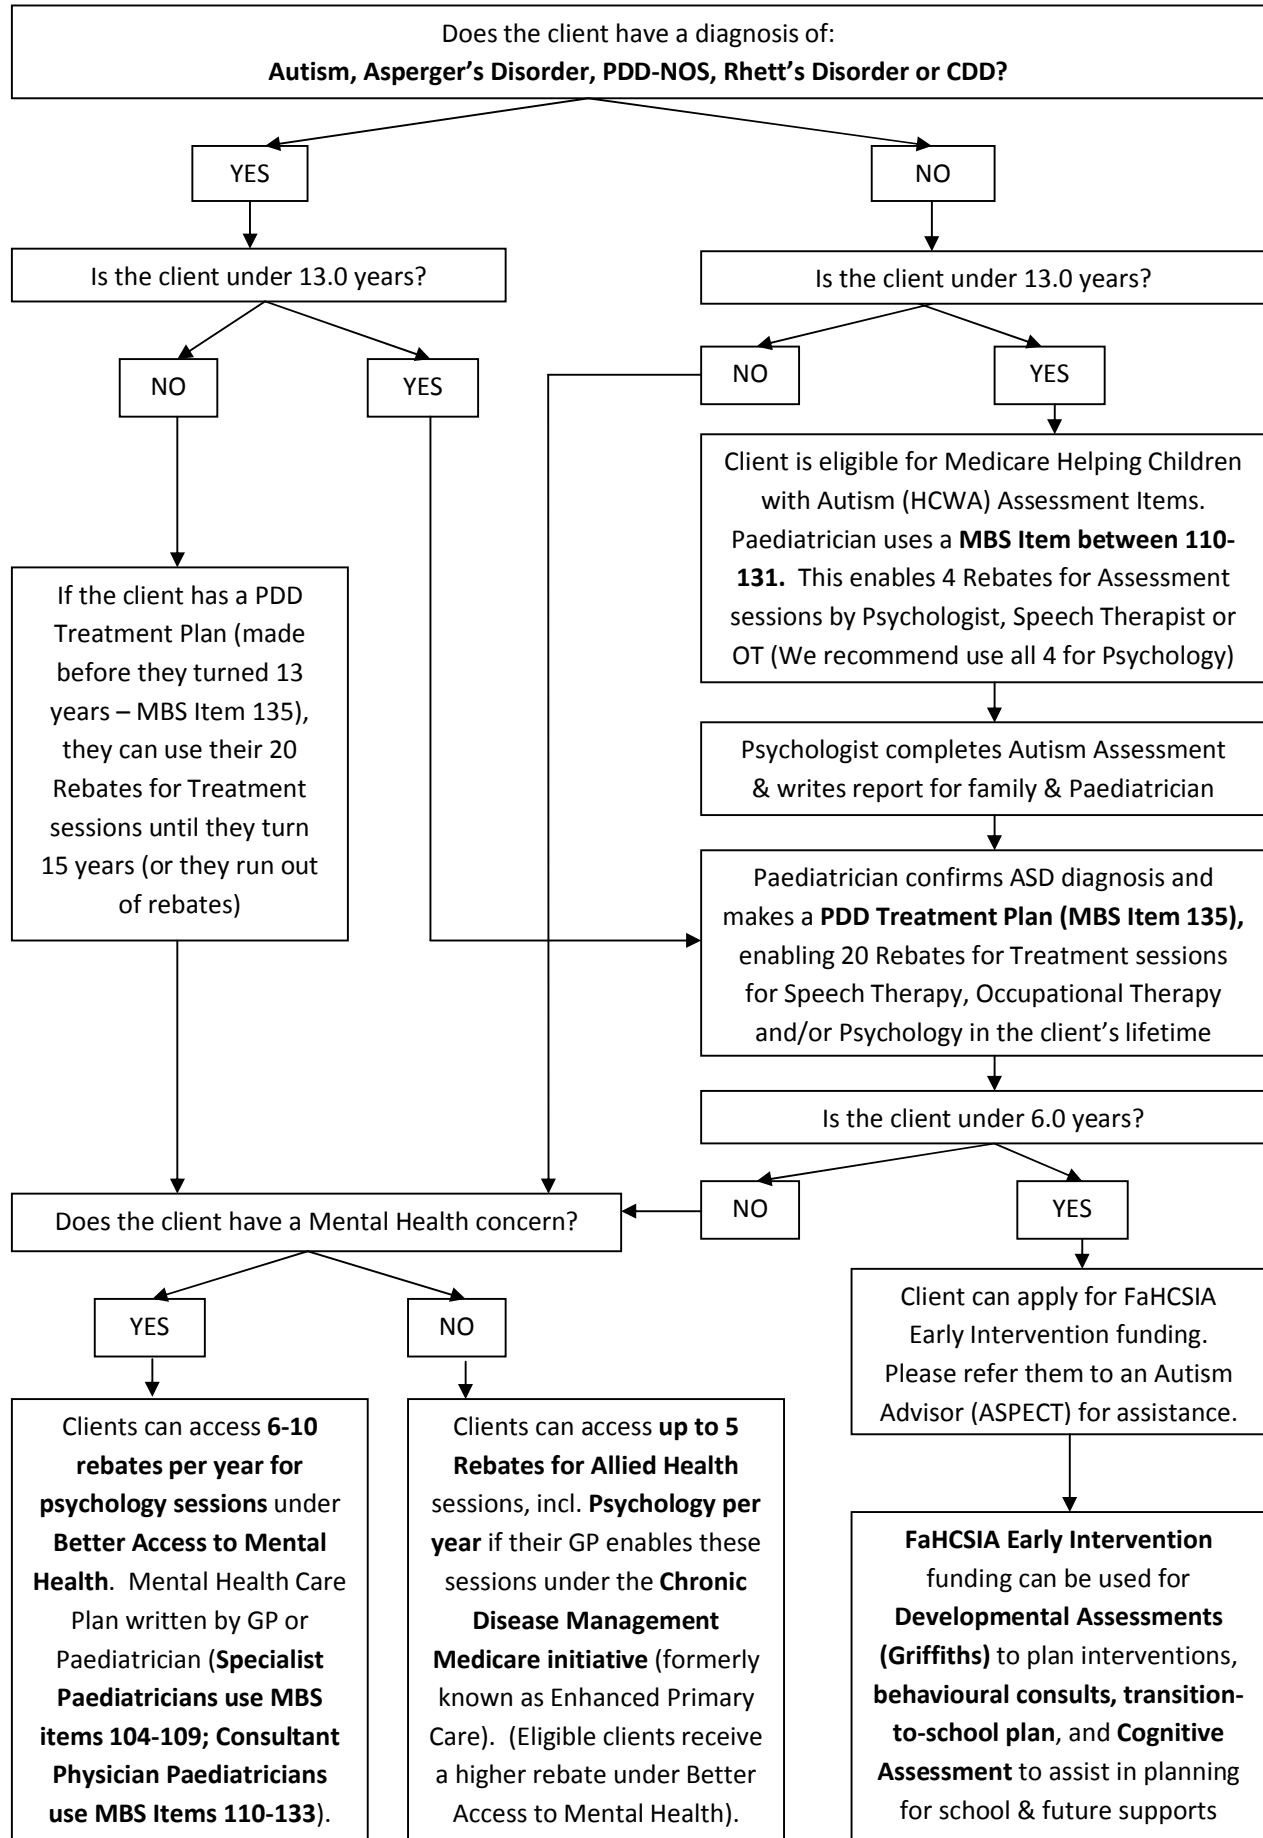 Does the client have a diagnosis of:
Autism, Asperger's Disorder, PDD-NOS, Rhett's Disorder or CDD?
YES
NO
Is the client under 13.0 years?
Is the client under 13.0 years?
NO
YES
NO
YES
If the client has a PDD
Treatment Plan (made
before they turned 13
years – MBS Item 135),
they can use their 20
Rebates for Treatment
sessions until they turn
15 years (or they run out
of rebates)
Client is eligible for Medicare Helping Children
with Autism (HCWA) Assessment Items.
Paediatrician uses a MBS Item between 110-
131.  This enables 4 Rebates for Assessment
sessions by Psychologist, Speech Therapist or
OT (We recommend use all 4 for Psychology)
Psychologist completes Autism Assessment
& writes report for family & Paediatrician
Paediatrician confirms ASD diagnosis and
makes a PDD Treatment Plan (MBS Item 135),
enabling 20 Rebates for Treatment sessions
for Speech Therapy, Occupational Therapy
and/or Psychology in the client's lifetime
Is the client under 6.0 years?
NO
YES
Does the client have a Mental Health concern?
YES
NO
Client can apply for FaHCSIA
Early Intervention funding.
Please refer them to an Autism
Advisor (ASPECT) for assistance.
Clients can access 6-10
rebates per year for
psychology sessions under
Better Access to Mental
Health.  Mental Health Care
Plan written by GP or
Paediatrician (Specialist
Paediatricians use MBS
items 104-109; Consultant
Physician Paediatricians
use MBS Items 110-133).
Clients can access up to 5
Rebates for Allied Health
sessions, incl. Psychology per
year if their GP enables these
sessions under the Chronic
Disease Management
Medicare initiative (formerly
known as Enhanced Primary
Care).  (Eligible clients receive
a higher rebate under Better
Access to Mental Health).
FaHCSIA Early Intervention
funding can be used for
Developmental Assessments
(Griffiths) to plan interventions,
behavioural consults, transition-
to-school plan, and Cognitive
Assessment to assist in planning
for school & future supports